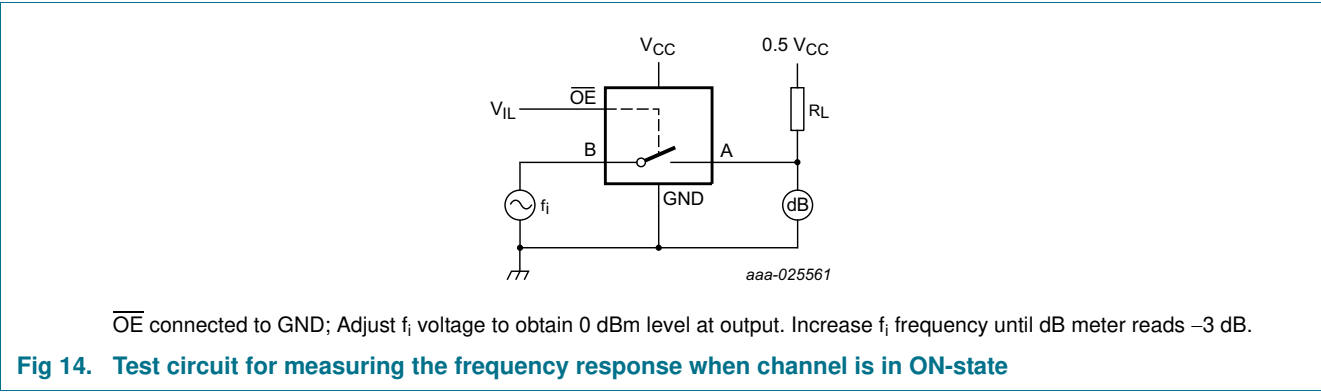 VCC 0.5 VCC
VIL OE RL
B A
fi GND dB
aaa-025561
OE connected to GND; Adjust fi voltage to obtain 0 dBm level at output. Increase fi frequency until dB meter reads −3 dB.
Fig 14. Test circuit for measuring the frequency response when channel is in ON-state